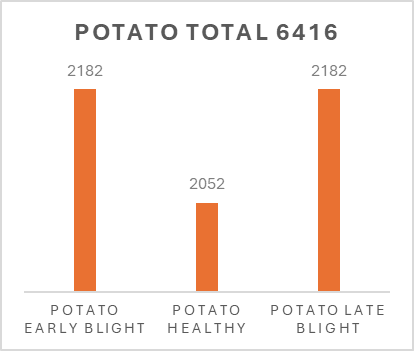 POTATO TOTAL 6416
2182
2052
2182
POTATO
EARLY BLIGHT
POTATO
HEALTHY
POTATO LATE
BLIGHT